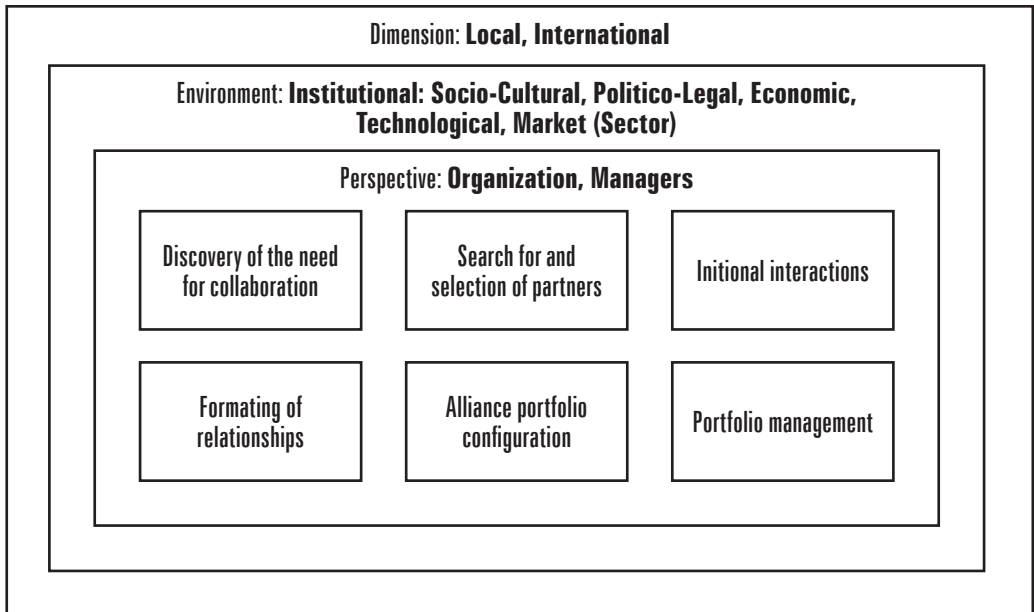 Dimension: Local, International
Environment: Institutional: Socio-Cultural, Politico-Legal, Economic,
Technological, Market (Sector)
Perspective: Organization, Managers
Discovery of the need
for collaboration
Search for and
selection of partners
Initional interactions
Formating of
relationships
Alliance portfolio
configuration
Portfolio management